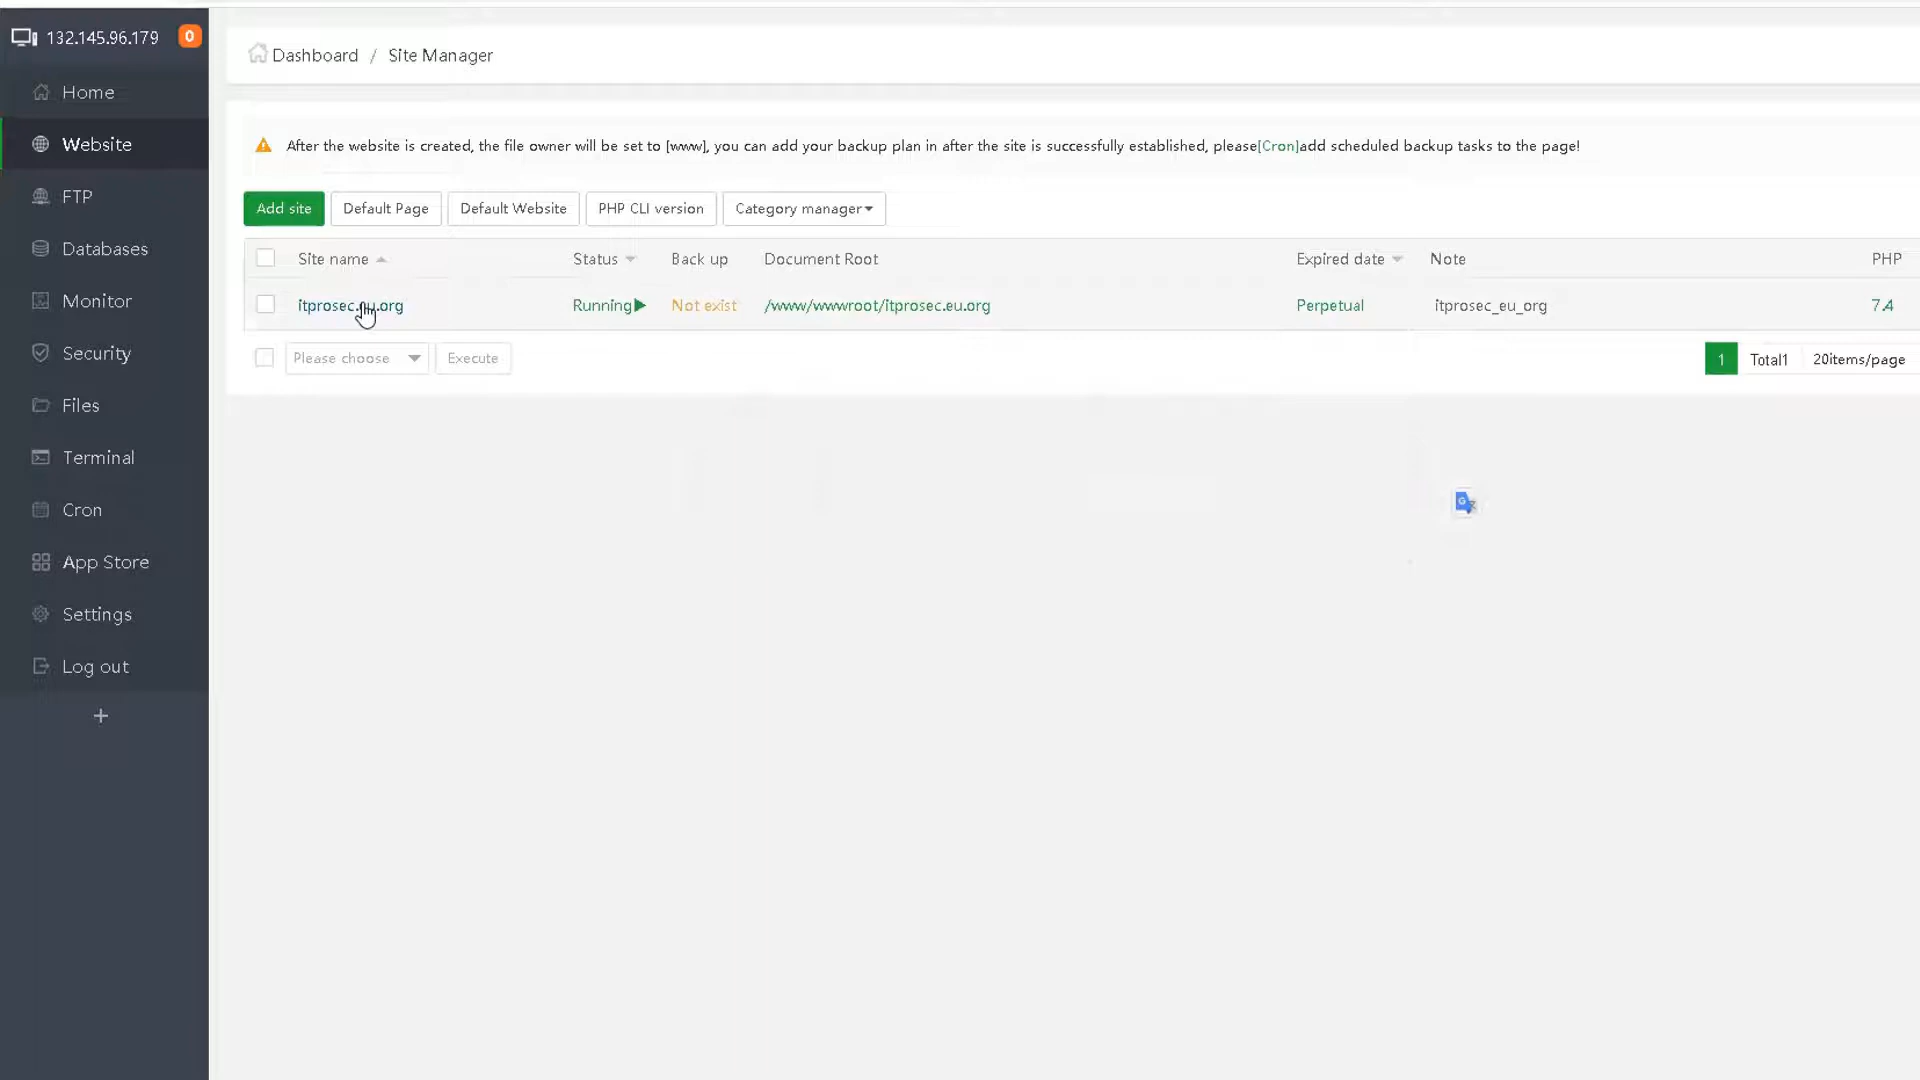 132.145.96.179 0
Home
Website
FTP
Databases
Monitor
Security
Files
Terminal
Cron
App Store
Settings
Log out
+
Dashboard / Site Manager
After the website is created, the file owner will be set to [www], you can add your backup plan in after the site is successfully established, please[Cron]add scheduled backup tasks to the page!
Add site Default Page Default Website PHP CLI version Category manager
Site name Status Back up Document Root Expired date Note PHP
itprosec.eu.org Running Not exist /www/wwwroot/itprosec.eu.org Perpetual itprosec_eu_org 7.4
Please choose Execute 1 Total1 20items/page